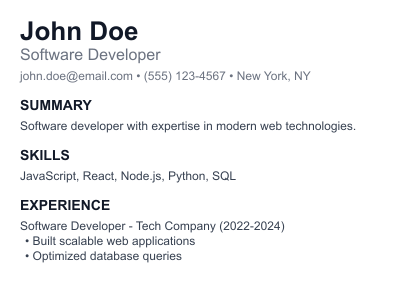 John Doe
Software Developer
john.doe@email.com • (555) 123-4567 • New York, NY
SUMMARY
Software developer with expertise in modern web technologies.
SKILLS
JavaScript, React, Node.js, Python, SQL
EXPERIENCE
Software Developer - Tech Company (2022-2024)
• Built scalable web applications
• Optimized database queries